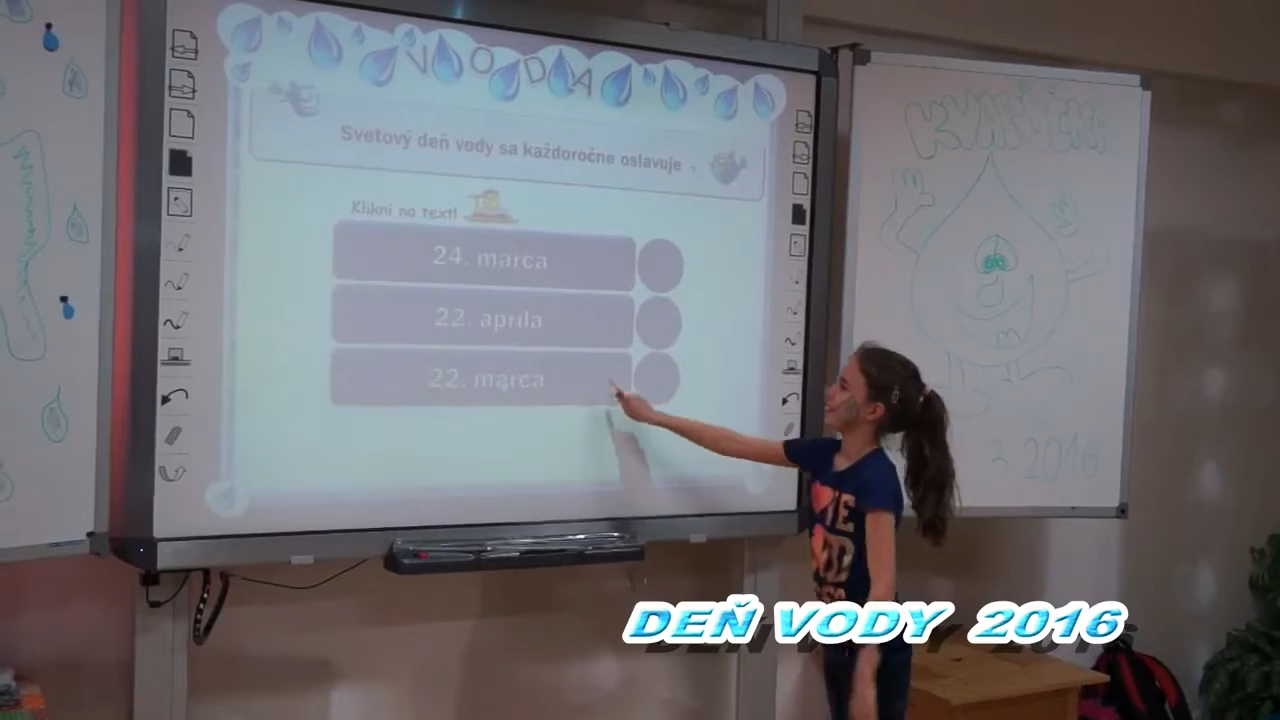 VODA
Svetový deň vody sa každoročne oslavuje
Klikni na text!
24. marca
22. apríla
22. marca
2016
DEŇ VODY 2016